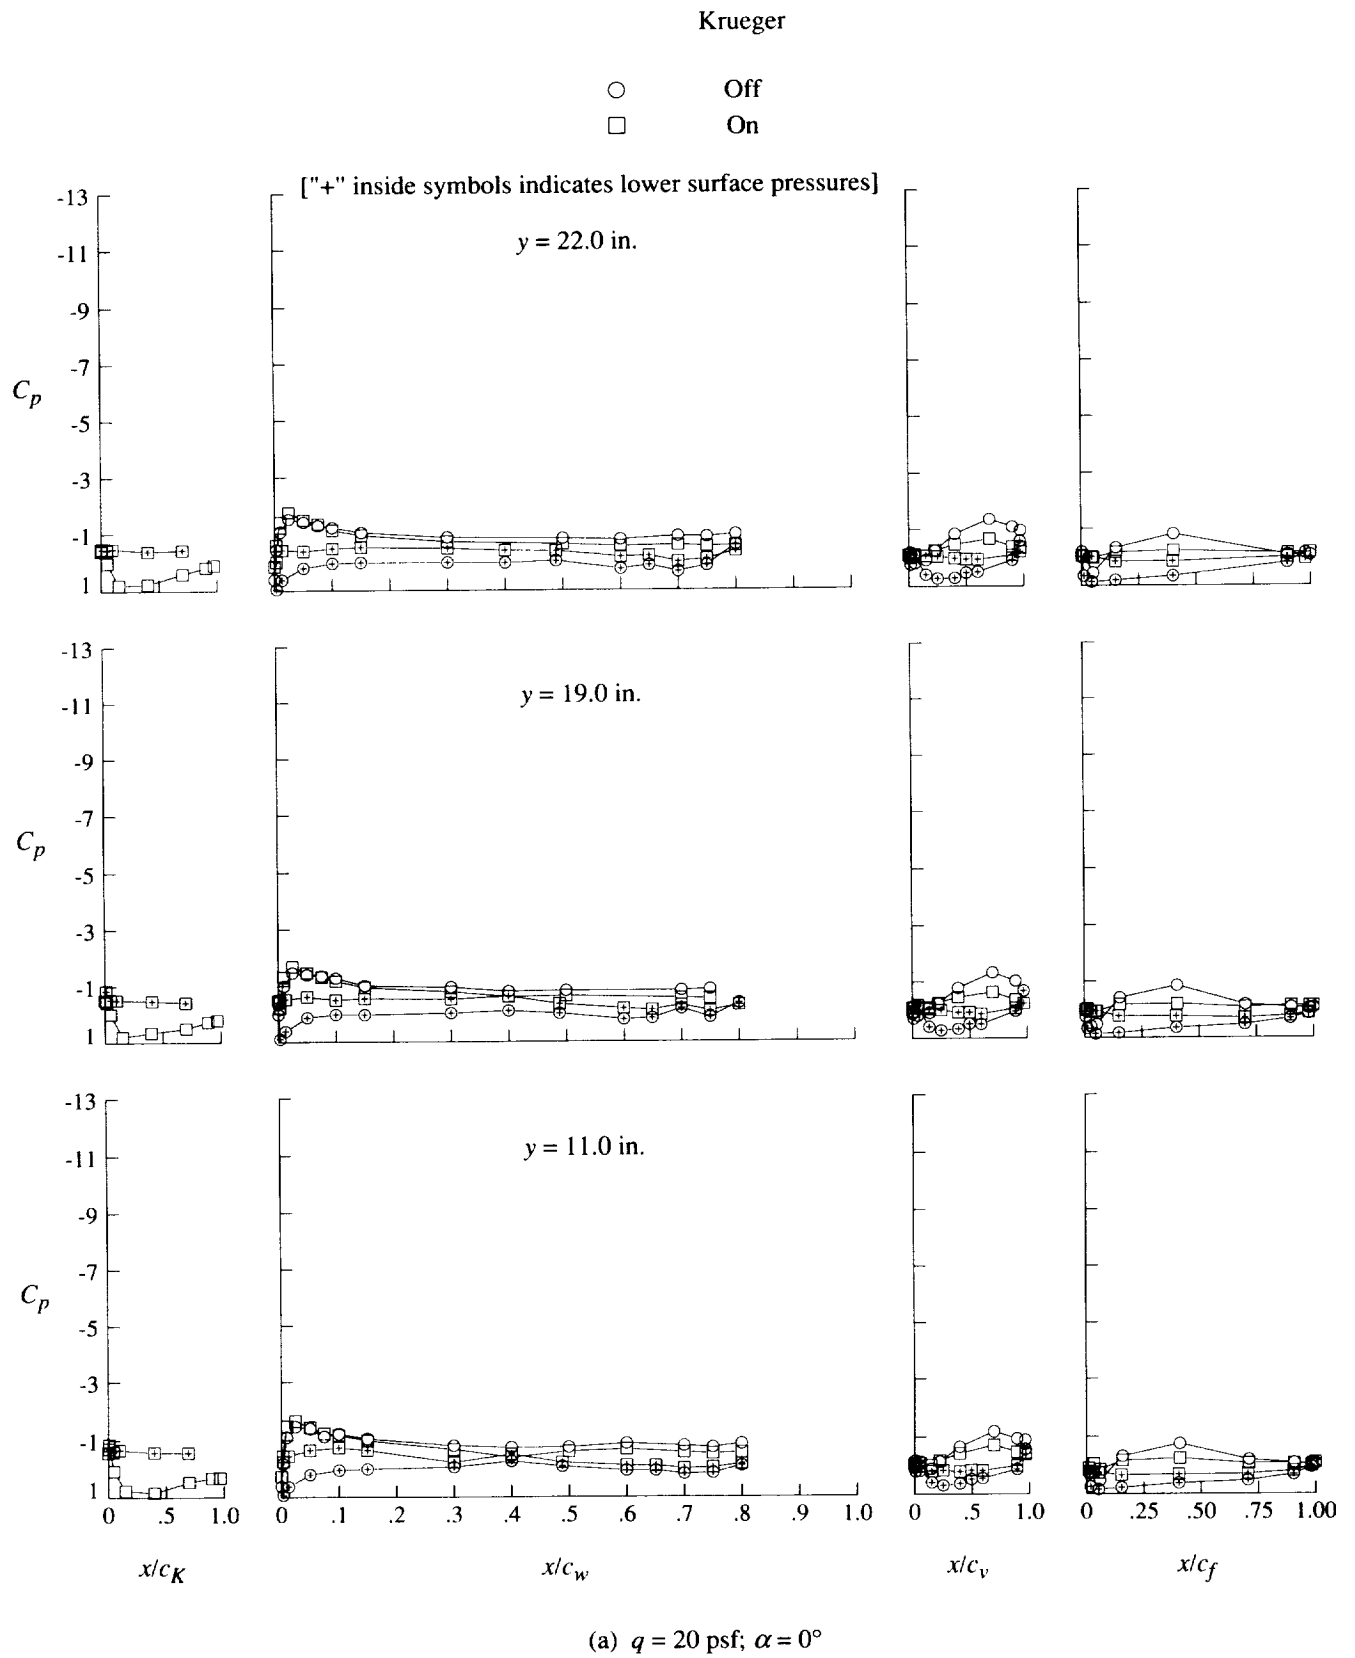 Krueger
Off
On
["+" inside symbols indicates lower surface pressures]
y = 22.0 in.
-13
-11
-9
-7
C_p
-5
-3
-1
1
y = 19.0 in.
-13
-11
-9
-7
C_p
-5
-3
-1
1
y = 11.0 in.
-13
-11
-9
-7
C_p
-5
-3
-1
1
0 .5 1.0 0 .1 .2 .3 .4 .5 .6 .7 .8 .9 1.0 0 .5 1.0 0 .25 .50 .75 1.00
x/c_K x/c_w x/c_v x/c_f
(a) q = 20 psf; α = 0°